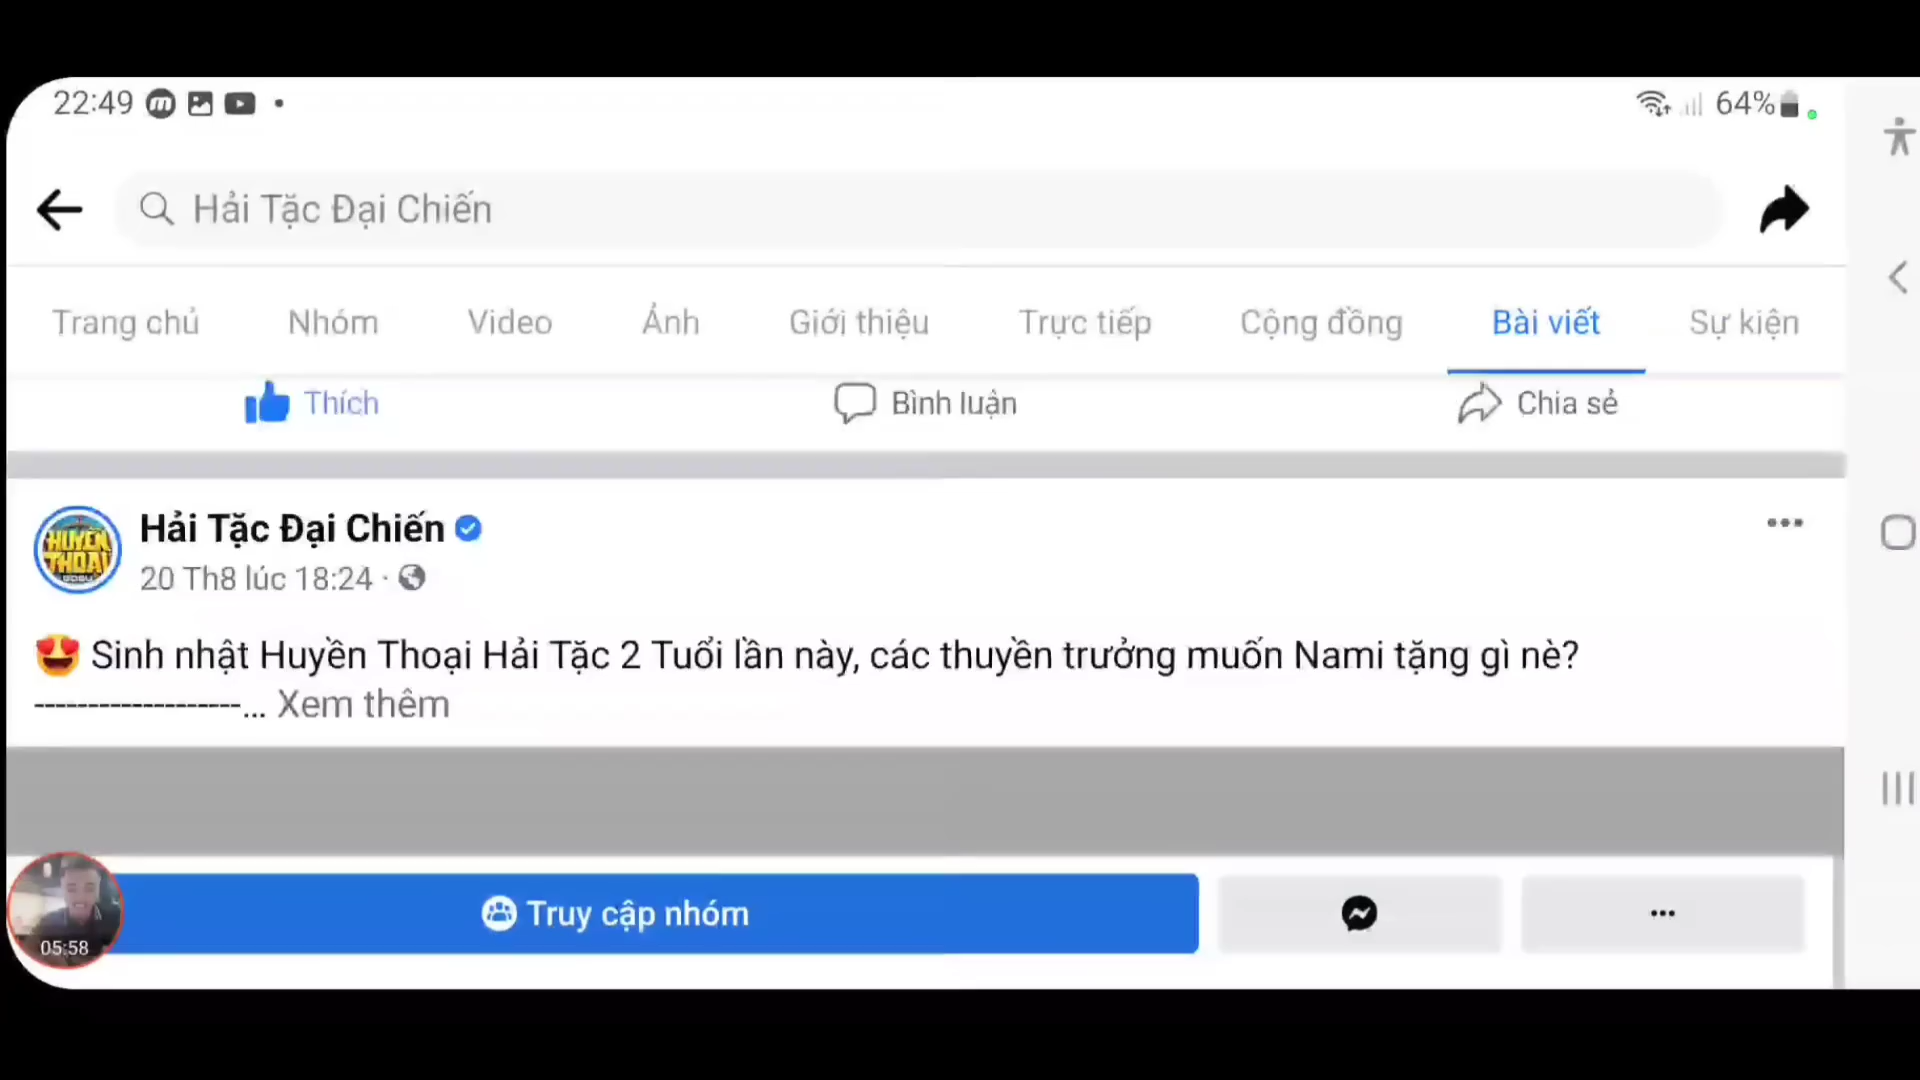 22:49
64%
Hải Tặc Đại Chiến
Trang chủ Nhóm Video Ảnh Giới thiệu Trực tiếp Cộng đồng Bài viết Sự kiện
Thích Bình luận Chia sẻ
HUYỀN
THOẠI
GOSU
Hải Tặc Đại Chiến
20 Th8 lúc 18:24 ·
Sinh nhật Huyền Thoại Hải Tặc 2 Tuổi lần này, các thuyền trưởng muốn Nami tặng gì nè?
-------------------... Xem thêm
Truy cập nhóm
05:58